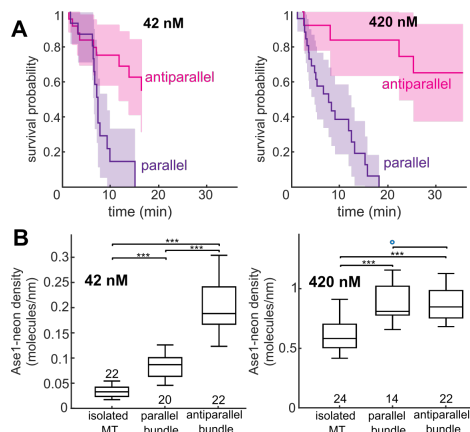 A
42 nM
420 nM
survival probability
1
0.8
0.6
0.4
0.2
0
antiparallel
parallel
0 10 20 30
time (min)
survival probability
1
0.8
0.6
0.4
0.2
0
antiparallel
parallel
0 10 20 30
time (min)
B
Ase1-neon density
(molecules/nm)
0.3
0.25
0.2
0.15
0.1
0.05
0
42 nM
***
***
***
22
20
22
isolated
MT
parallel
bundle
antiparallel
bundle
Ase1-neon density
(molecules/nm)
1
0.5
0
420 nM
***
***
24
14
22
isolated
MT
parallel
bundle
antiparallel
bundle